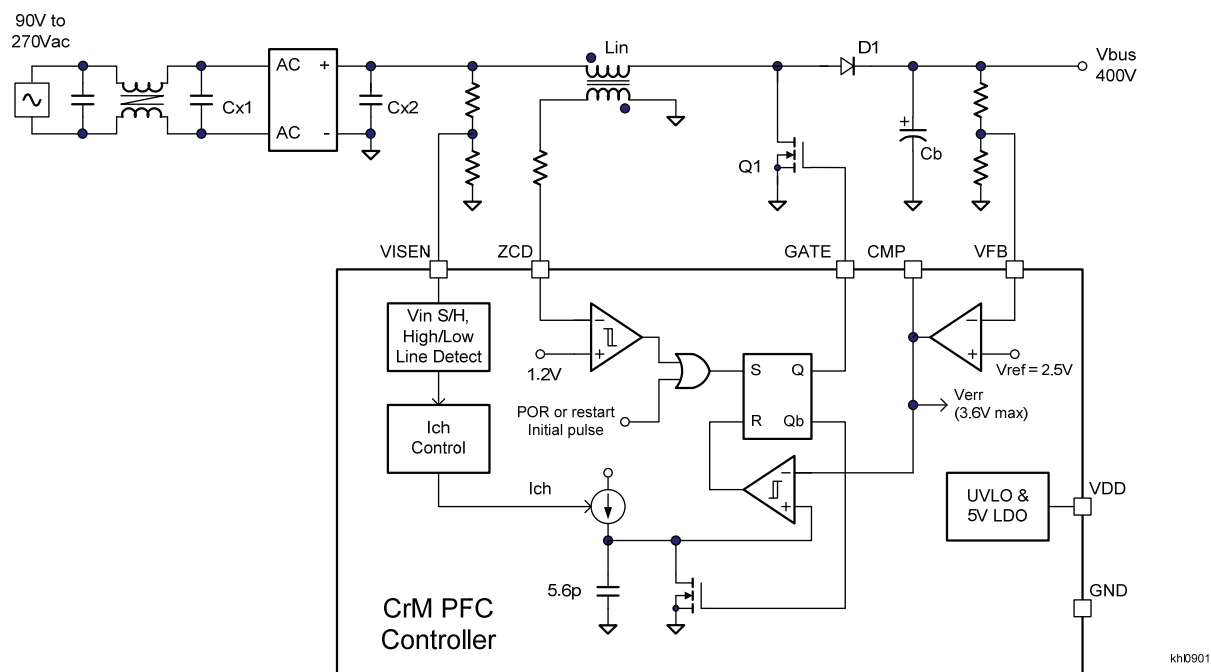 90V to
270Vac
AC +
AC -
Cx1
Cx2
Lin
D1
Vbus
400V
+
Cb
Q1
VISEN
ZCD
GATE
CMP
VFB
Vin S/H,
High/Low
Line Detect
1.2V
−
+
POR or restart
Initial pulse
S Q
R Qb
−
+
Vref = 2.5V
Verr
(3.6V max)
Ich
Control
Ich
−
+
5.6p
UVLO &
5V LDO
VDD
GND
CrM PFC
Controller
khl0901